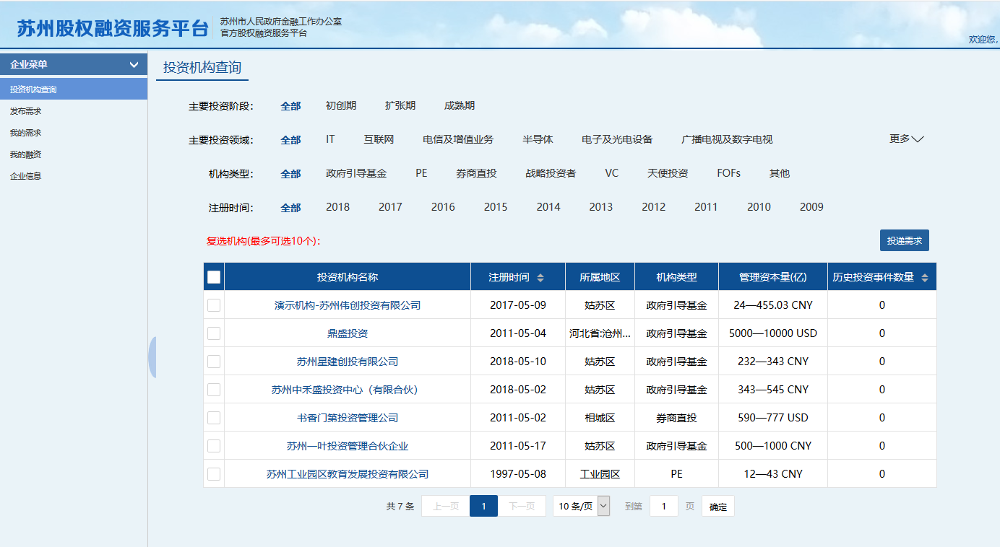 苏州股权融资服务平台
苏州市人民政府金融工作办公室
官方股权融资服务平台
欢迎您,
企业菜单
投资机构查询
发布需求
我的需求
我的融资
企业信息
投资机构查询
主要投资阶段: 全部 初创期 扩张期 成熟期
主要投资领域: 全部 IT 互联网 电信及增值业务 半导体 电子及光电设备 广播电视及数字电视 更多
机构类型: 全部 政府引导基金 PE 券商直投 战略投资者 VC 天使投资 FOFs 其他
注册时间: 全部 2018 2017 2016 2015 2014 2013 2012 2011 2010 2009
复选机构(最多可选10个): 投递需求
投资机构名称 注册时间 所属地区 机构类型 管理资本量(亿) 历史投资事件数量
演示机构-苏州伟创投资有限公司 2017-05-09 姑苏区 政府引导基金 24—455.03 CNY 0
鼎盛投资 2011-05-04 河北省:沧州... 政府引导基金 5000—10000 USD 0
苏州星建创投有限公司 2018-05-10 姑苏区 政府引导基金 232—343 CNY 0
苏州中禾盛投资中心（有限合伙） 2018-05-02 姑苏区 政府引导基金 343—545 CNY 0
书香门第投资管理公司 2011-05-02 相城区 券商直投 590—777 USD 0
苏州一叶投资管理合伙企业 2011-05-17 姑苏区 政府引导基金 500—1000 CNY 0
苏州工业园区教育发展投资有限公司 1997-05-08 工业园区 PE 12—43 CNY 0
共 7 条 上一页 1 下一页 10 条/页 到第 1 页 确定